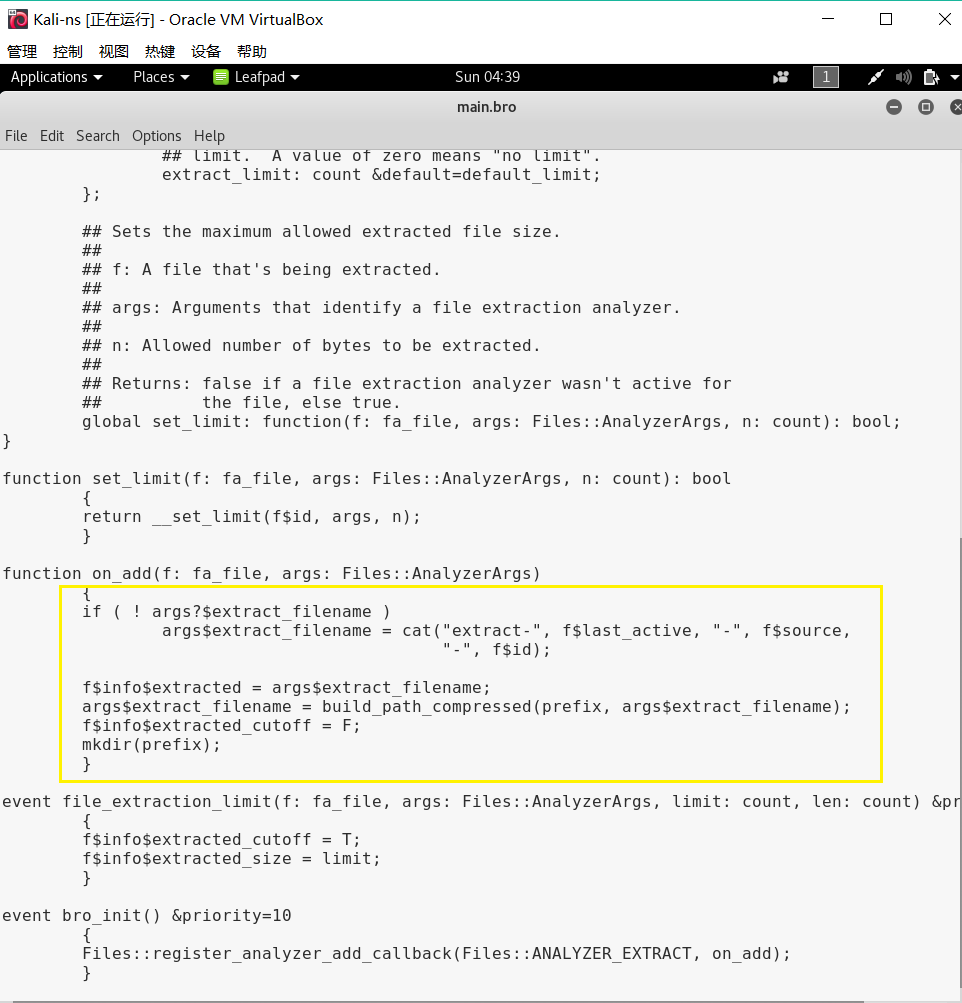 Kali-ns [正在运行] - Oracle VM VirtualBox
管理 控制 视图 热键 设备 帮助
Applications Places Leafpad Sun 04:39 1
main.bro
File Edit Search Options Help
## limit.  A value of zero means "no limit".
extract_limit: count &default=default_limit;
};
## Sets the maximum allowed extracted file size.
##
## f: A file that's being extracted.
##
## args: Arguments that identify a file extraction analyzer.
##
## n: Allowed number of bytes to be extracted.
##
## Returns: false if a file extraction analyzer wasn't active for
##          the file, else true.
global set_limit: function(f: fa_file, args: Files::AnalyzerArgs, n: count): bool;
}
function set_limit(f: fa_file, args: Files::AnalyzerArgs, n: count): bool
{
return __set_limit(f$id, args, n);
}
function on_add(f: fa_file, args: Files::AnalyzerArgs)
{
if ( ! args?$extract_filename )
args$extract_filename = cat("extract-", f$last_active, "-", f$source,
"-", f$id);
f$info$extracted = args$extract_filename;
args$extract_filename = build_path_compressed(prefix, args$extract_filename);
f$info$extracted_cutoff = F;
mkdir(prefix);
}
event file_extraction_limit(f: fa_file, args: Files::AnalyzerArgs, limit: count, len: count) &pr
{
f$info$extracted_cutoff = T;
f$info$extracted_size = limit;
}
event bro_init() &priority=10
{
Files::register_analyzer_add_callback(Files::ANALYZER_EXTRACT, on_add);
}